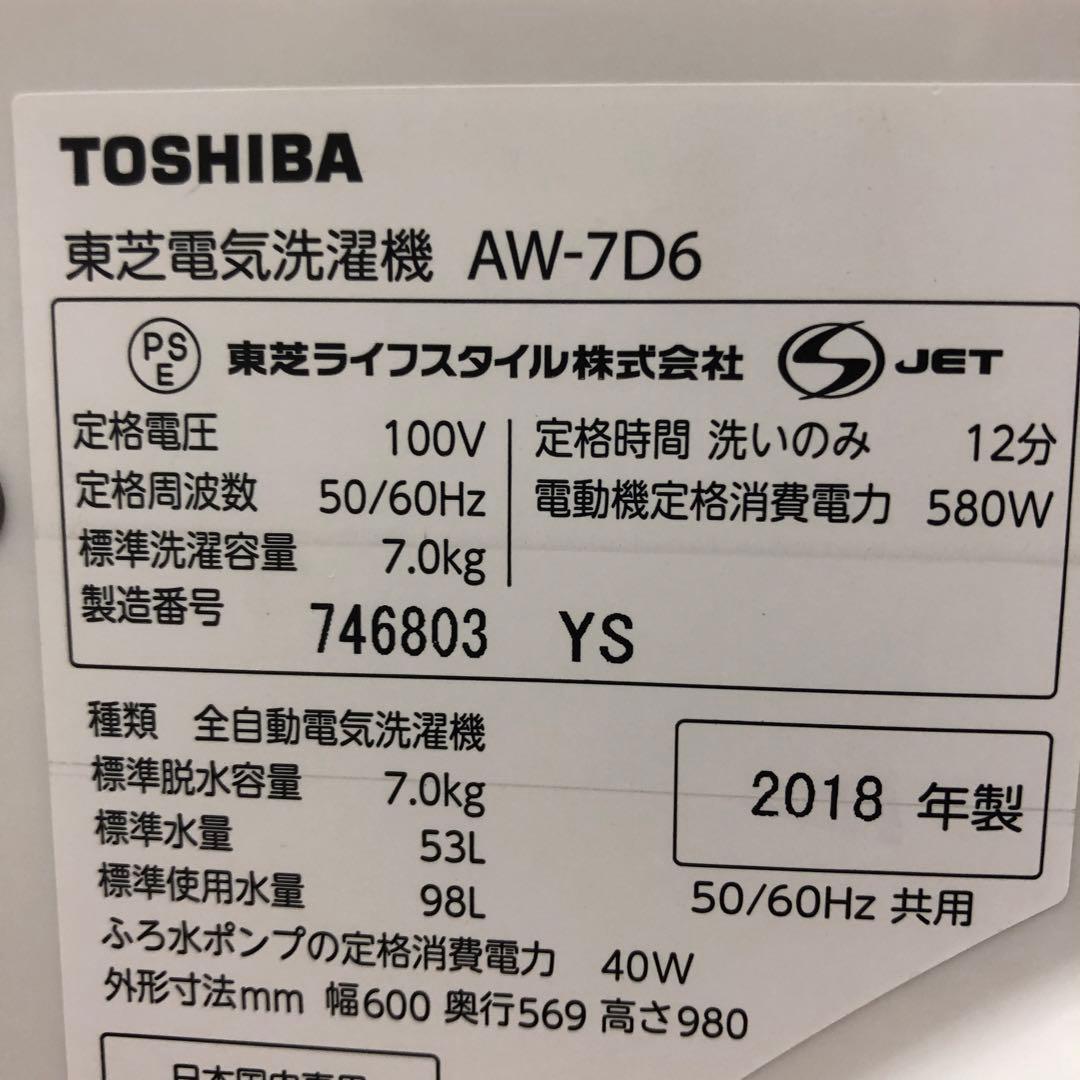 TOSHIBA
東芝電気洗濯機 AW-7D6
PSE 東芝ライフスタイル株式会社 S JET
定格電圧 100V
定格周波数 50/60Hz
標準洗濯容量 7.0kg
定格時間 洗いのみ 12分
電動機定格消費電力 580W
製造番号 746803 YS
種類 全自動電気洗濯機
標準脱水容量 7.0kg
標準水量 53L
標準使用水量 98L
2018 年製
50/60Hz 共用
ふろ水ポンプの定格消費電力 40W
外形寸法mm 幅600 奥行569 高さ980
日本国内専用